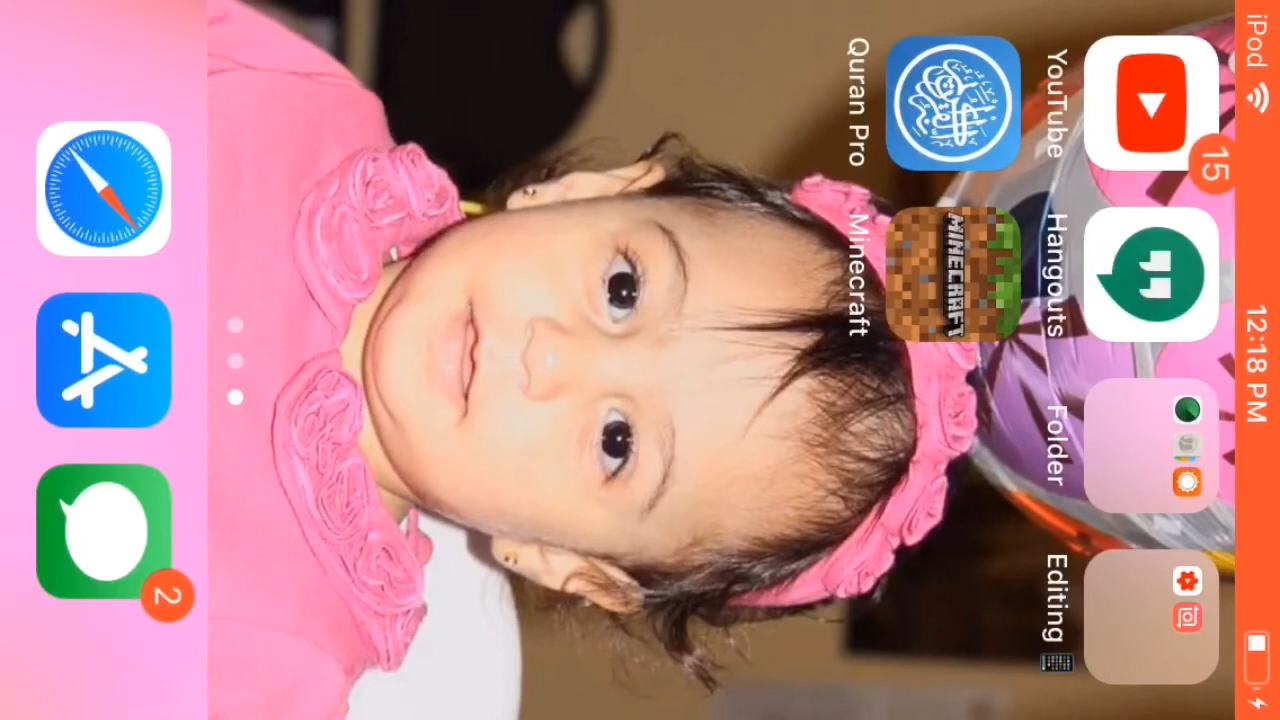 iPod 12:18 PM
15
YouTube Hangouts Folder Editing
MINECRAFT
Quran Pro Minecraft
2